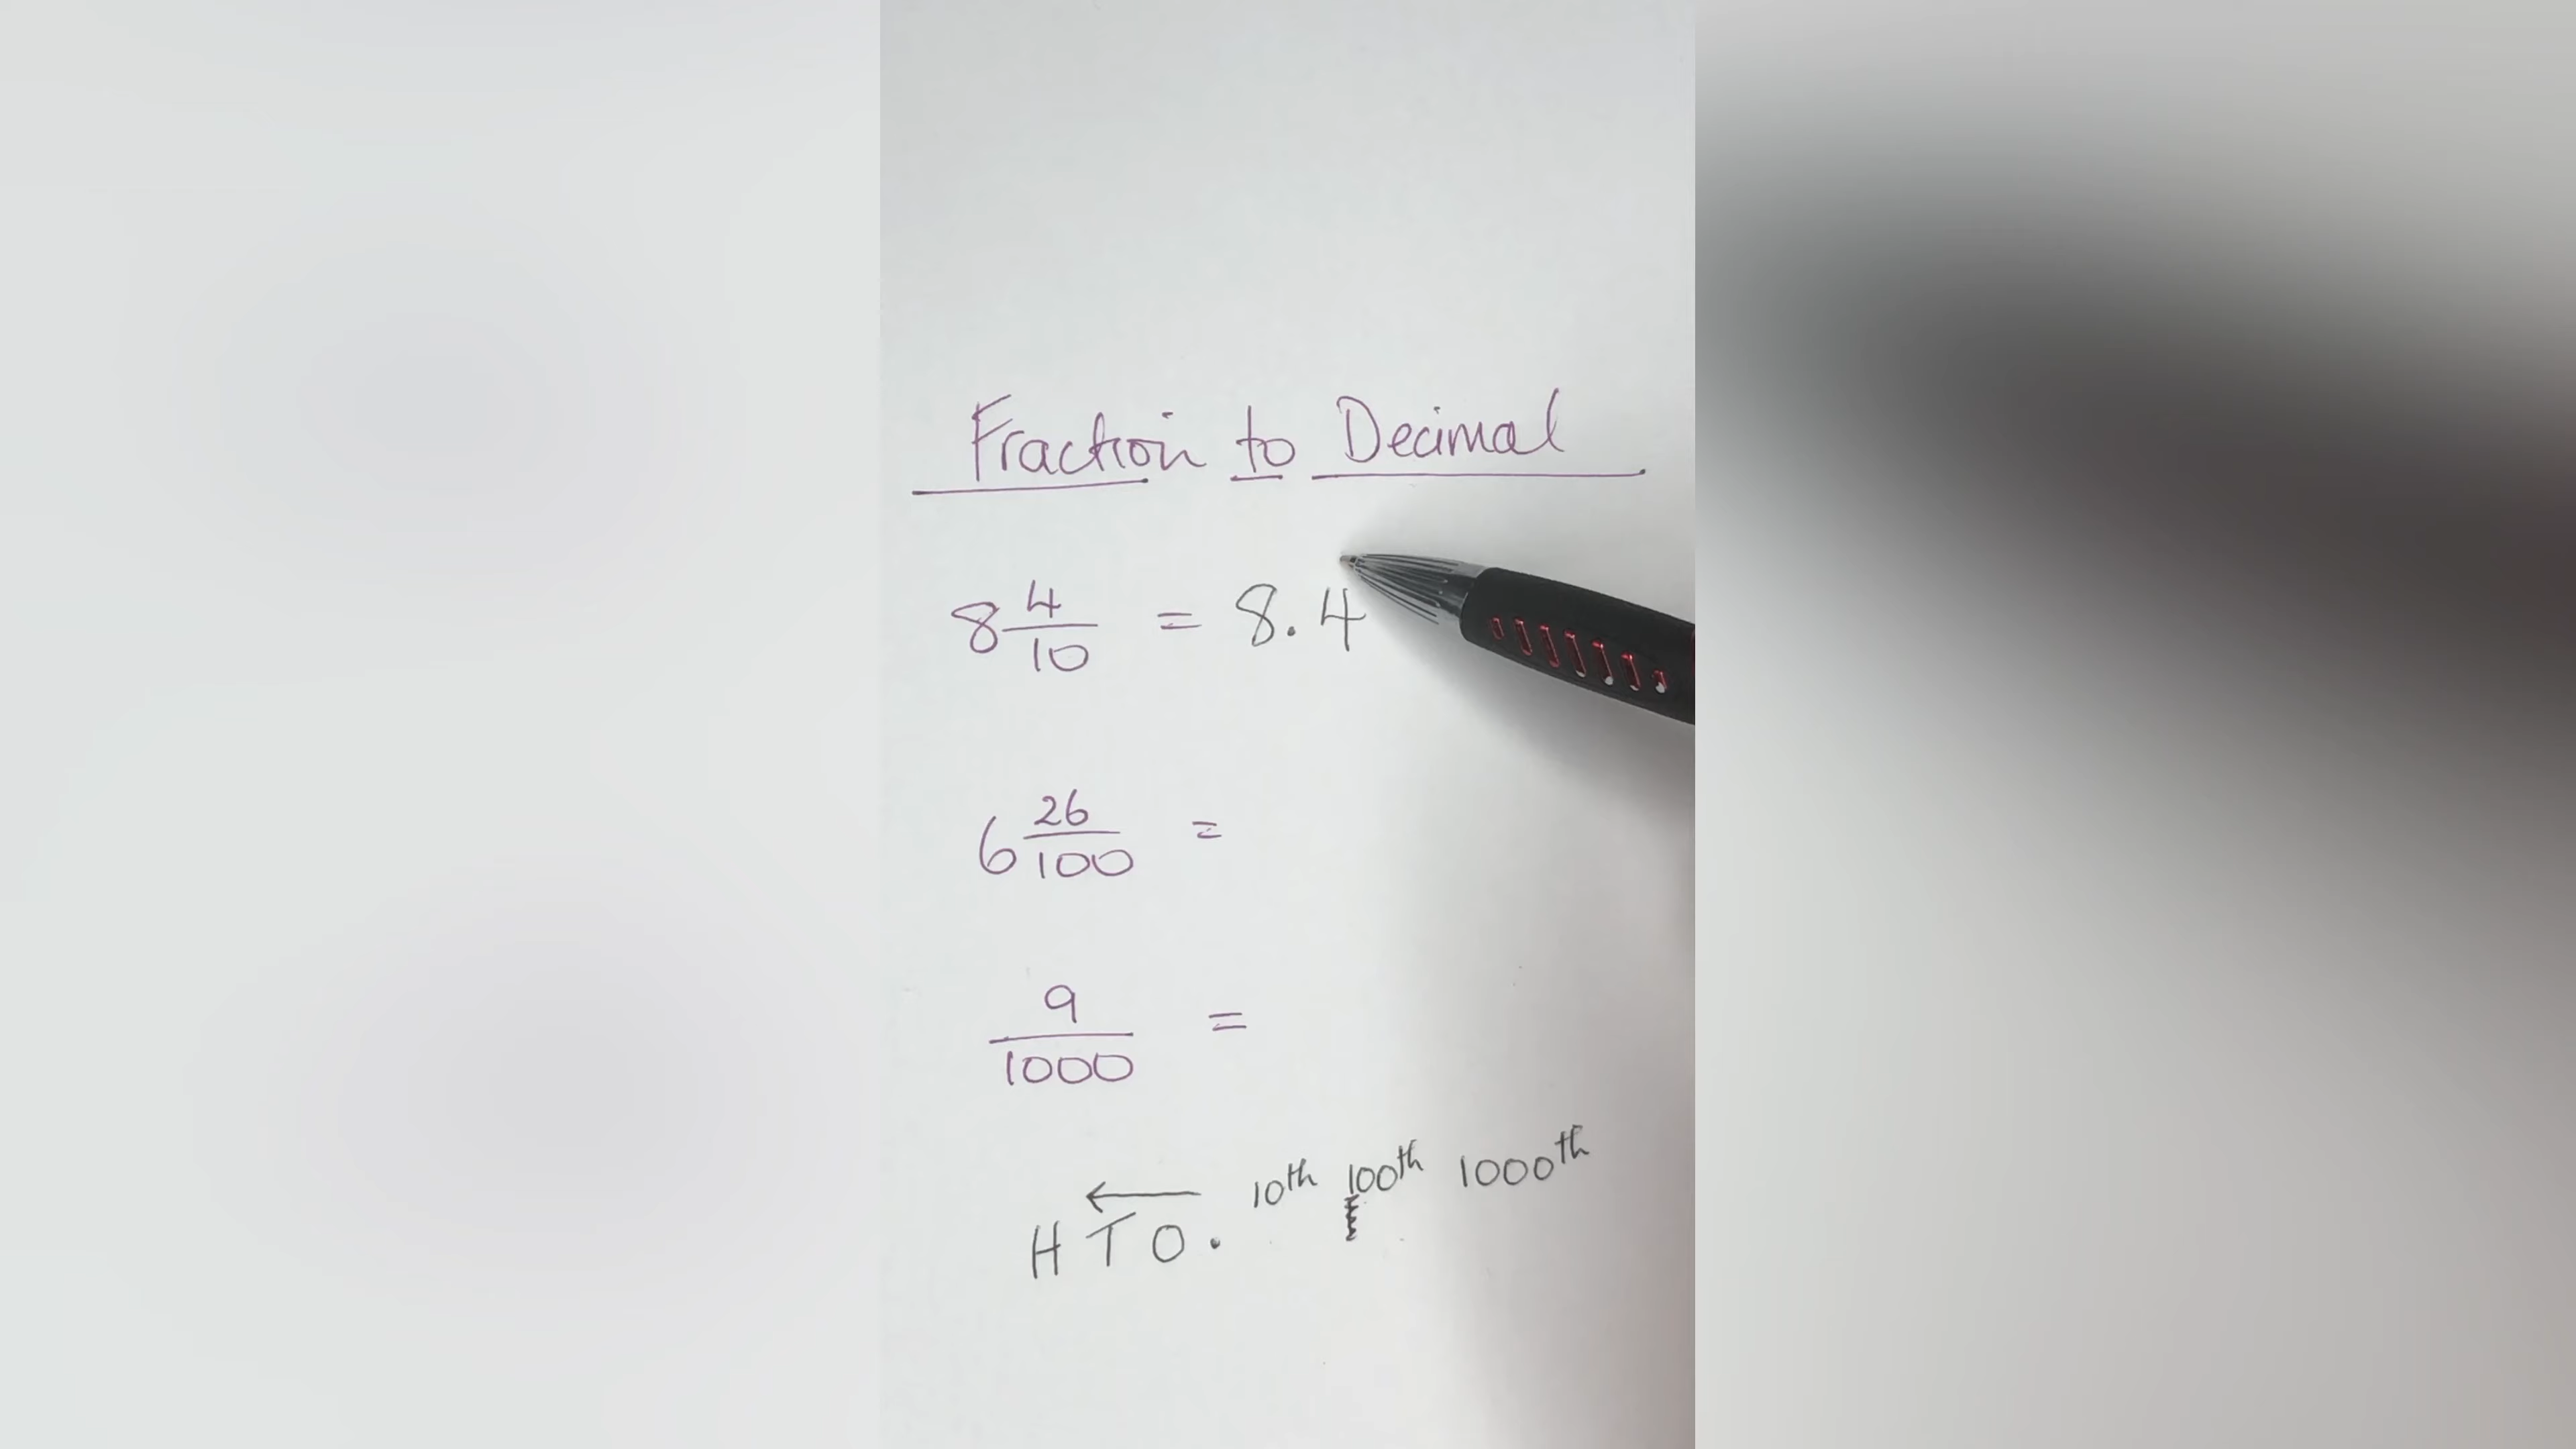 Fraction to Decimal
8 4/10 = 8.4
6 26/100 =
9/1000 =
H T O . 10th 100th 1000th